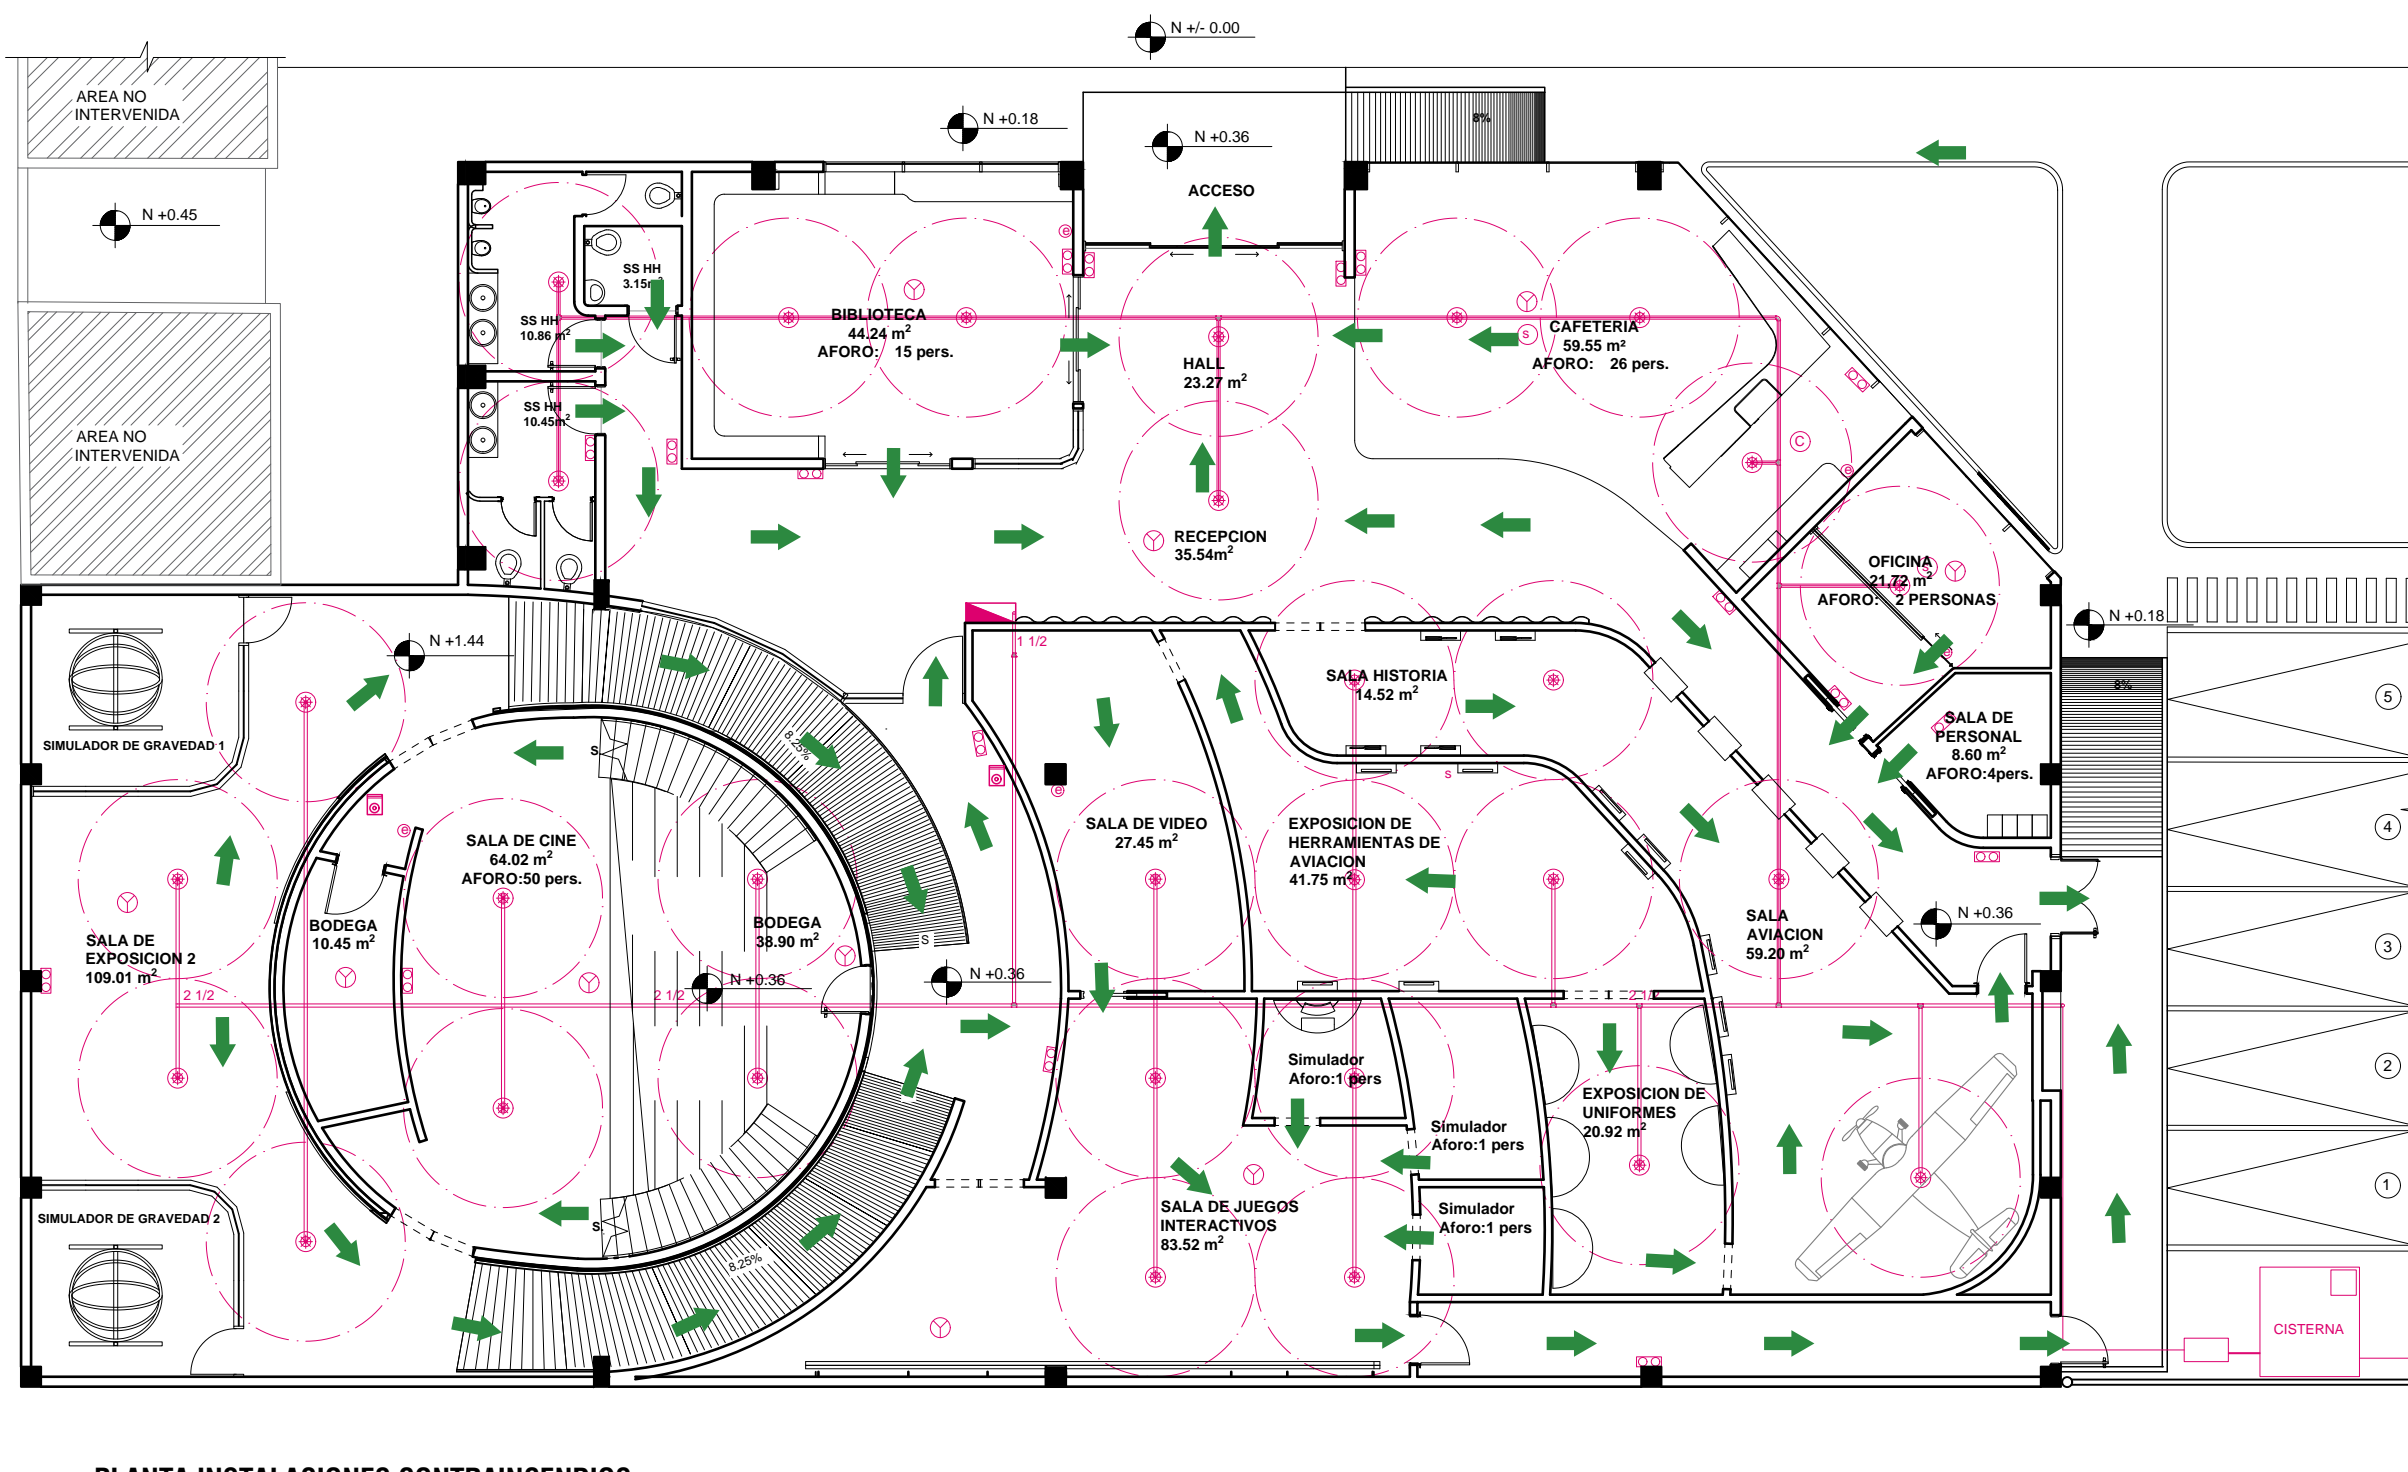 N +/- 0.00
AREA NO
INTERVENIDA
N +0.18
N +0.36
8%
ACCESO
N +0.45
SS HH
3.15m²
SS HH
10.86 m²
BIBLIOTECA
44.24 m²
AFORO: 15 pers.
HALL
23.27 m²
CAFETERIA
59.55 m²
AFORO: 26 pers.
e
s
C
e
SS HH
10.45m²
AREA NO
INTERVENIDA
RECEPCION
35.54m²
OFICINA
21,72 m²
AFORO: 2 PERSONAS
s
e
N +0.18
8%
N +1.44
1 1/2
SALA HISTORIA
14.52 m²
SALA DE
PERSONAL
8.60 m²
AFORO:4pers.
5
SIMULADOR DE GRAVEDAD 1
8.25%
S.
s
e
e
4
SALA DE CINE
64.02 m²
AFORO:50 pers.
SALA DE VIDEO
27.45 m²
EXPOSICION DE
HERRAMIENTAS DE
AVIACION
41.75 m²
BODEGA
10.45 m²
BODEGA
38.90 m²
SALA
AVIACION
59.20 m²
N +0.36
3
SALA DE
EXPOSICION 2
109.01 m²
S
N +0.36
N +0.36
2 1/2
2 1/2
2 1/2
Simulador
Aforo:1 pers
2
EXPOSICION DE
UNIFORMES
20.92 m²
Simulador
Aforo:1 pers
1
SALA DE JUEGOS
INTERACTIVOS
83.52 m²
Simulador
Aforo:1 pers
SIMULADOR DE GRAVEDAD 2
S.
8.25%
CISTERNA
PLANTA INSTALACIONES CONTRAINCENDIOS